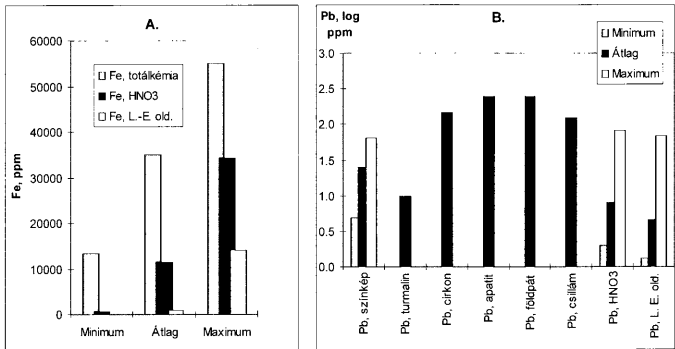 A.
60000
50000
40000
30000
20000
10000
0
Fe, ppm
Fe, totálkémia
Fe, HNO3
Fe, L.-E. old.
Minimum
Átlag
Maximum
Pb, log
ppm
B.
Minimum
Átlag
Maximum
3.0
2.5
2.0
1.5
1.0
0.5
0.0
Pb, színkép
Pb, turmalin
Pb, cirkon
Pb, apatit
Pb, földpát
Pb, csillám
Pb, HNO3
Pb, L. E. old.